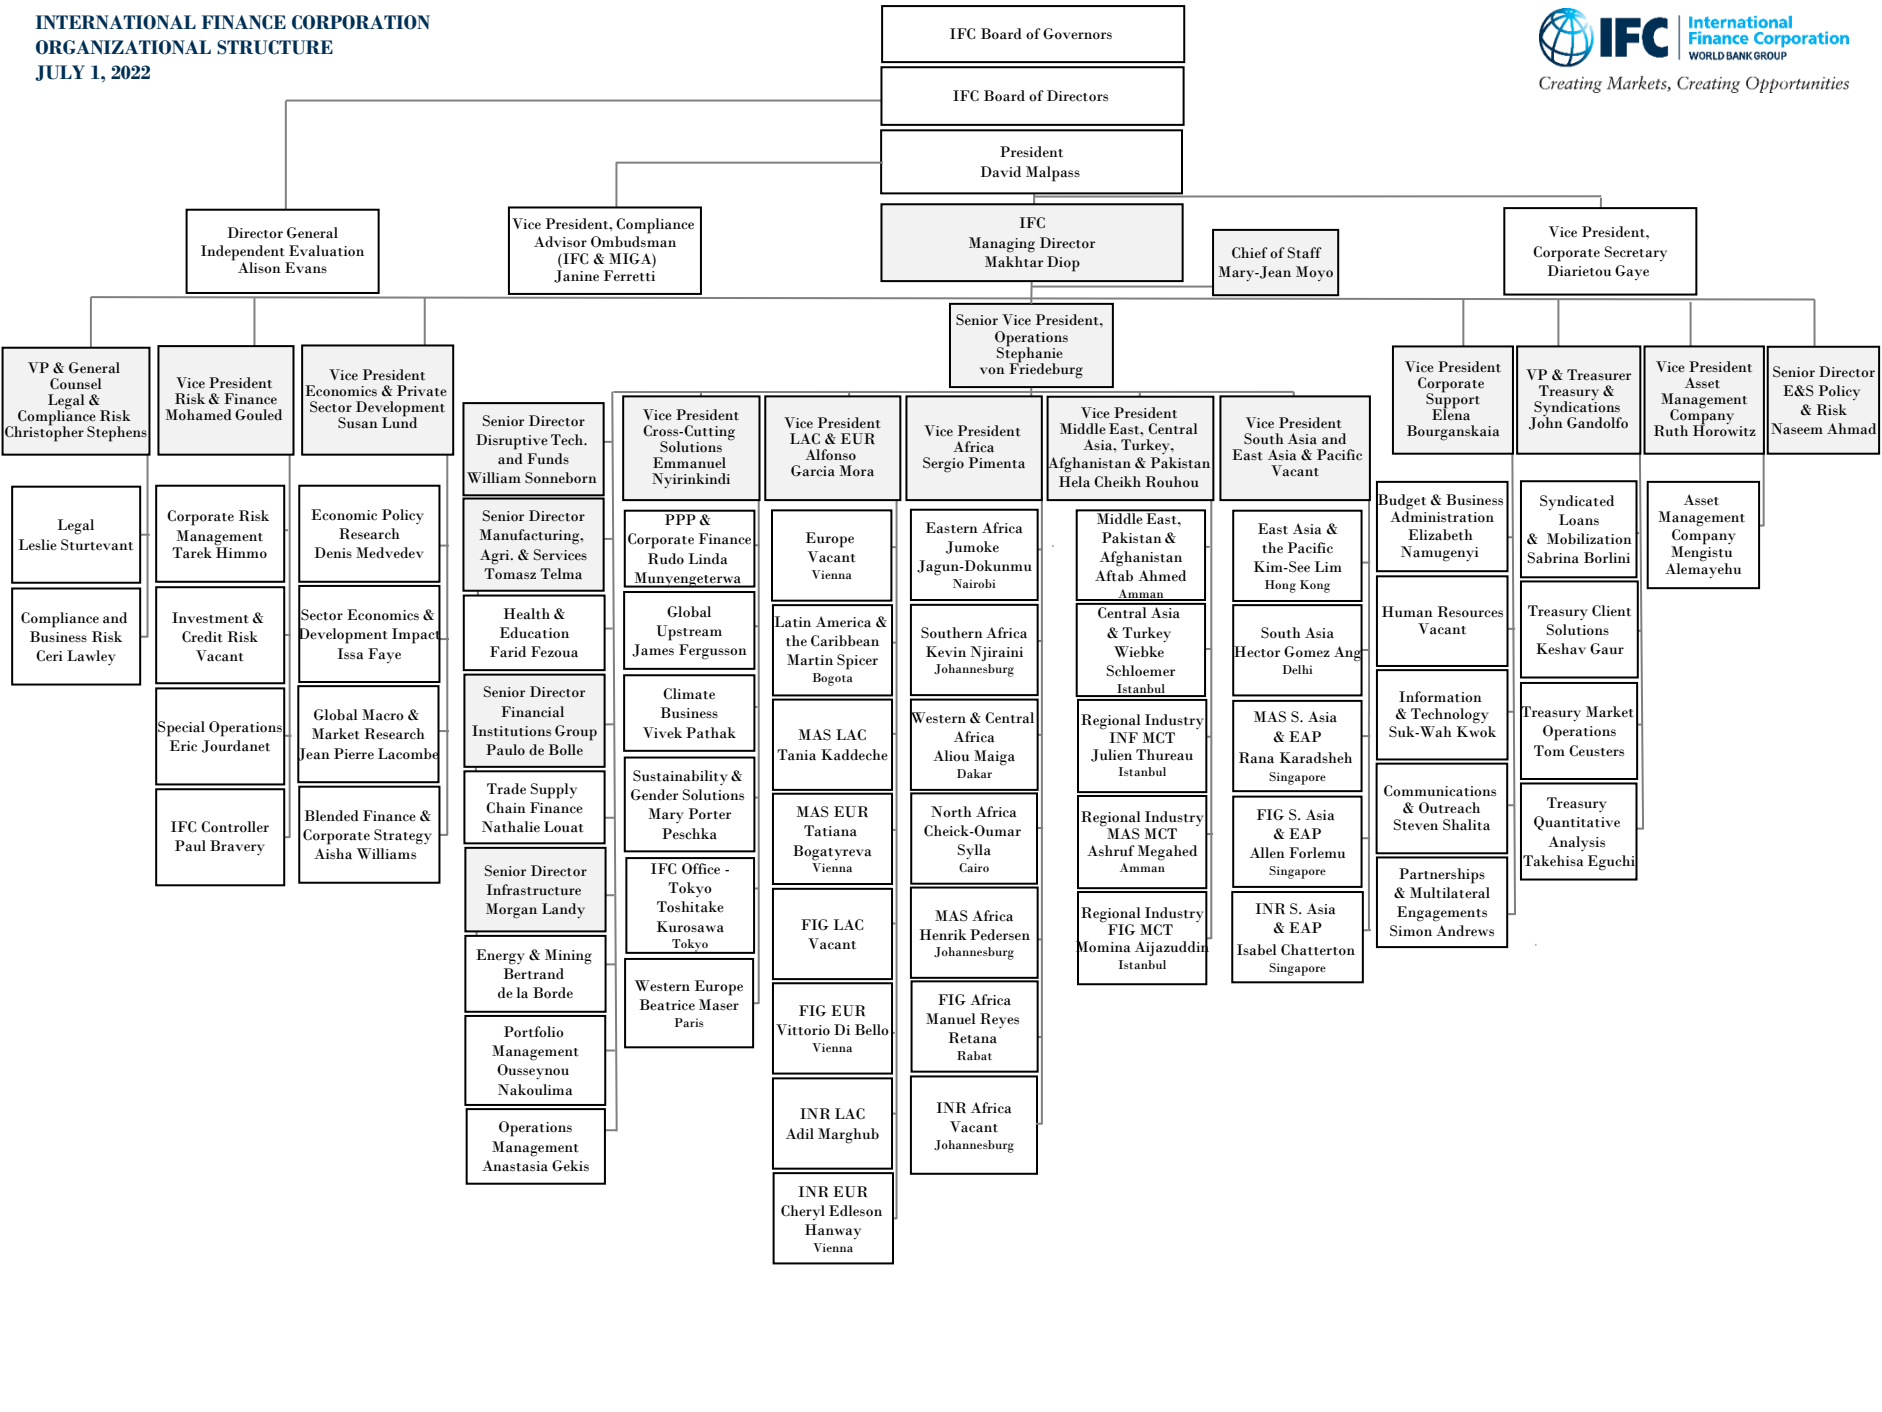 INTERNATIONAL FINANCE CORPORATION
ORGANIZATIONAL STRUCTURE
JULY 1, 2022
IFC
International
Finance Corporation
WORLD BANK GROUP
Creating Markets, Creating Opportunities
IFC Board of Governors
IFC Board of Directors
President
David Malpass
Director General
Independent Evaluation
Alison Evans
Vice President, Compliance
Advisor Ombudsman
(IFC & MIGA)
Janine Ferretti
IFC
Managing Director
Makhtar Diop
Chief of Staff
Mary-Jean Moyo
Vice President,
Corporate Secretary
Diarietou Gaye
Senior Vice President,
Operations
Stephanie
von Friedeburg
VP & General
Counsel
Legal &
Compliance Risk
Christopher Stephens
Legal
Leslie Sturtevant
Compliance and
Business Risk
Ceri Lawley
Vice President
Risk & Finance
Mohamed Gouled
Corporate Risk
Management
Tarek Himmo
Investment &
Credit Risk
Vacant
Special Operations
Eric Jourdanet
IFC Controller
Paul Bravery
Vice President
Economics & Private
Sector Development
Susan Lund
Economic Policy
Research
Denis Medvedev
Sector Economics &
Development Impact
Issa Faye
Global Macro &
Market Research
Jean Pierre Lacombe
Blended Finance &
Corporate Strategy
Aisha Williams
Senior Director
Disruptive Tech.
and Funds
William Sonneborn
Senior Director
Manufacturing,
Agri. & Services
Tomasz Telma
Health &
Education
Farid Fezoua
Senior Director
Financial
Institutions Group
Paulo de Bolle
Trade Supply
Chain Finance
Nathalie Louat
Senior Director
Infrastructure
Morgan Landy
Energy & Mining
Bertrand
de la Borde
Portfolio
Management
Ousseynou
Nakoulima
Operations
Management
Anastasia Gekis
Vice President
Cross-Cutting
Solutions
Emmanuel
Nyirinkindi
PPP &
Corporate Finance
Rudo Linda
Munyengeterwa
Global
Upstream
James Fergusson
Climate
Business
Vivek Pathak
Sustainability &
Gender Solutions
Mary Porter
Peschka
IFC Office -
Tokyo
Toshitake
Kurosawa
Tokyo
Western Europe
Beatrice Maser
Paris
Vice President
LAC & EUR
Alfonso
Garcia Mora
Europe
Vacant
Vienna
Latin America &
the Caribbean
Martin Spicer
Bogota
MAS LAC
Tania Kaddeche
MAS EUR
Tatiana
Bogatyreva
Vienna
FIG LAC
Vacant
FIG EUR
Vittorio Di Bello
Vienna
INR LAC
Adil Marghub
INR EUR
Cheryl Edleson
Hanway
Vienna
Vice President
Africa
Sergio Pimenta
Eastern Africa
Jumoke
Jagun-Dokunmu
Nairobi
Southern Africa
Kevin Njiraini
Johannesburg
Western & Central
Africa
Aliou Maiga
Dakar
North Africa
Cheick-Oumar
Sylla
Cairo
MAS Africa
Henrik Pedersen
Johannesburg
FIG Africa
Manuel Reyes
Retana
Rabat
INR Africa
Vacant
Johannesburg
Vice President
Middle East, Central
Asia, Turkey,
Afghanistan & Pakistan
Hela Cheikh Rouhou
Middle East,
Pakistan &
Afghanistan
Aftab Ahmed
Amman
Central Asia
& Turkey
Wiebke
Schloemer
Istanbul
Regional Industry
INF MCT
Julien Thureau
Istanbul
Regional Industry
MAS MCT
Ashruf Megahed
Amman
Regional Industry
FIG MCT
Momina Aijazuddin
Istanbul
Vice President
South Asia and
East Asia & Pacific
Vacant
East Asia &
the Pacific
Kim-See Lim
Hong Kong
South Asia
Hector Gomez Ang
Delhi
MAS S. Asia
& EAP
Rana Karadsheh
Singapore
FIG S. Asia
& EAP
Allen Forlemu
Singapore
INR S. Asia
& EAP
Isabel Chatterton
Singapore
Vice President
Corporate
Support
Elena
Bourganskaia
Budget & Business
Administration
Elizabeth
Namugenyi
Human Resources
Vacant
Information
& Technology
Suk-Wah Kwok
Communications
& Outreach
Steven Shalita
Partnerships
& Multilateral
Engagements
Simon Andrews
VP & Treasurer
Treasury &
Syndications
John Gandolfo
Syndicated
Loans
& Mobilization
Sabrina Borlini
Treasury Client
Solutions
Keshav Gaur
Treasury Market
Operations
Tom Ceusters
Treasury
Quantitative
Analysis
Takehisa Eguchi
Vice President
Asset
Management
Company
Ruth Horowitz
Asset
Management
Company
Mengistu
Alemayehu
Senior Director
E&S Policy
& Risk
Naseem Ahmad